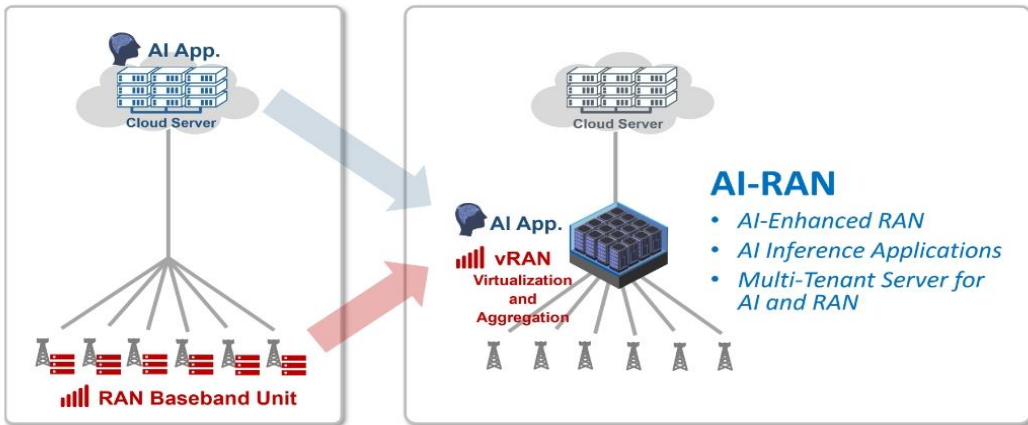 AI App.
Cloud Server
RAN Baseband Unit
Cloud Server
AI App.
vRAN
Virtualization
and
Aggregation
AI-RAN
• AI-Enhanced RAN
• AI Inference Applications
• Multi-Tenant Server for
AI and RAN